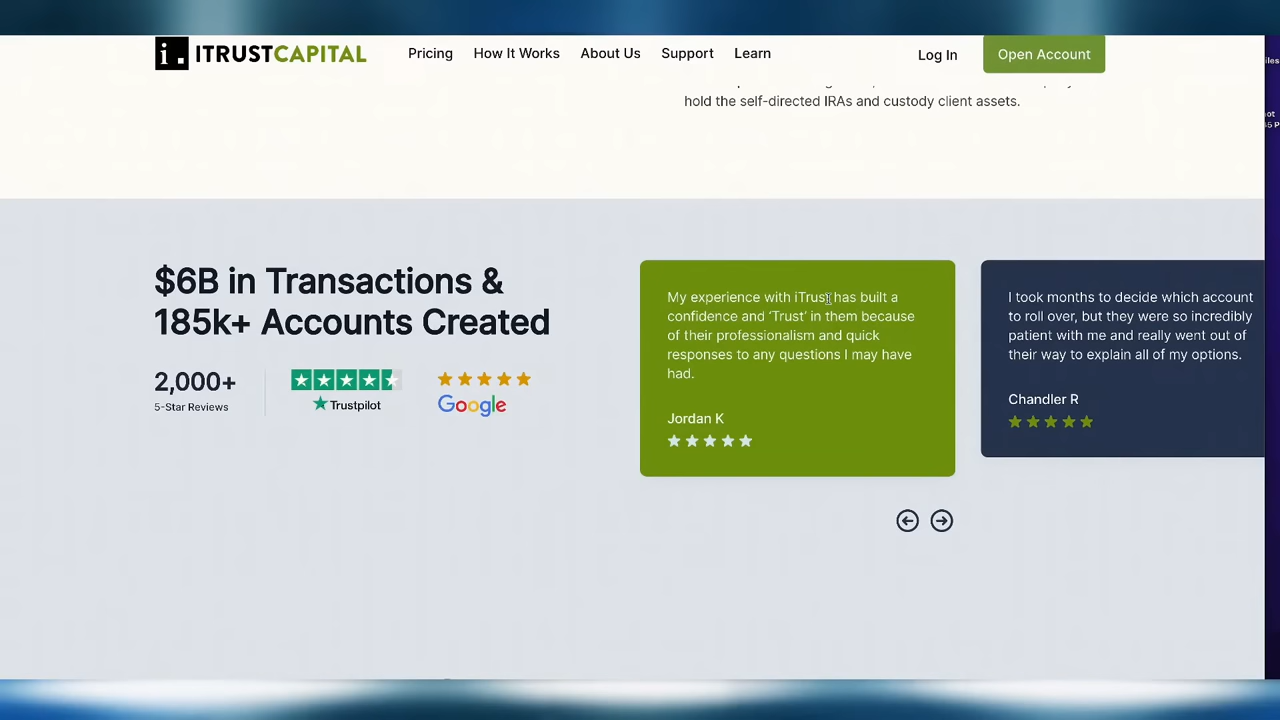 i. ITRUSTCAPITAL
Pricing
How It Works
About Us
Support
Learn
Log In
Open Account
hold the self-directed IRAs and custody client assets.
$6B in Transactions &
185k+ Accounts Created
2,000+
5-Star Reviews
Trustpilot
Google
My experience with iTrust has built a
confidence and ‘Trust’ in them because
of their professionalism and quick
responses to any questions I may have
had.
Jordan K
I took months to decide which account
to roll over, but they were so incredibly
patient with me and really went out of
their way to explain all of my options.
Chandler R